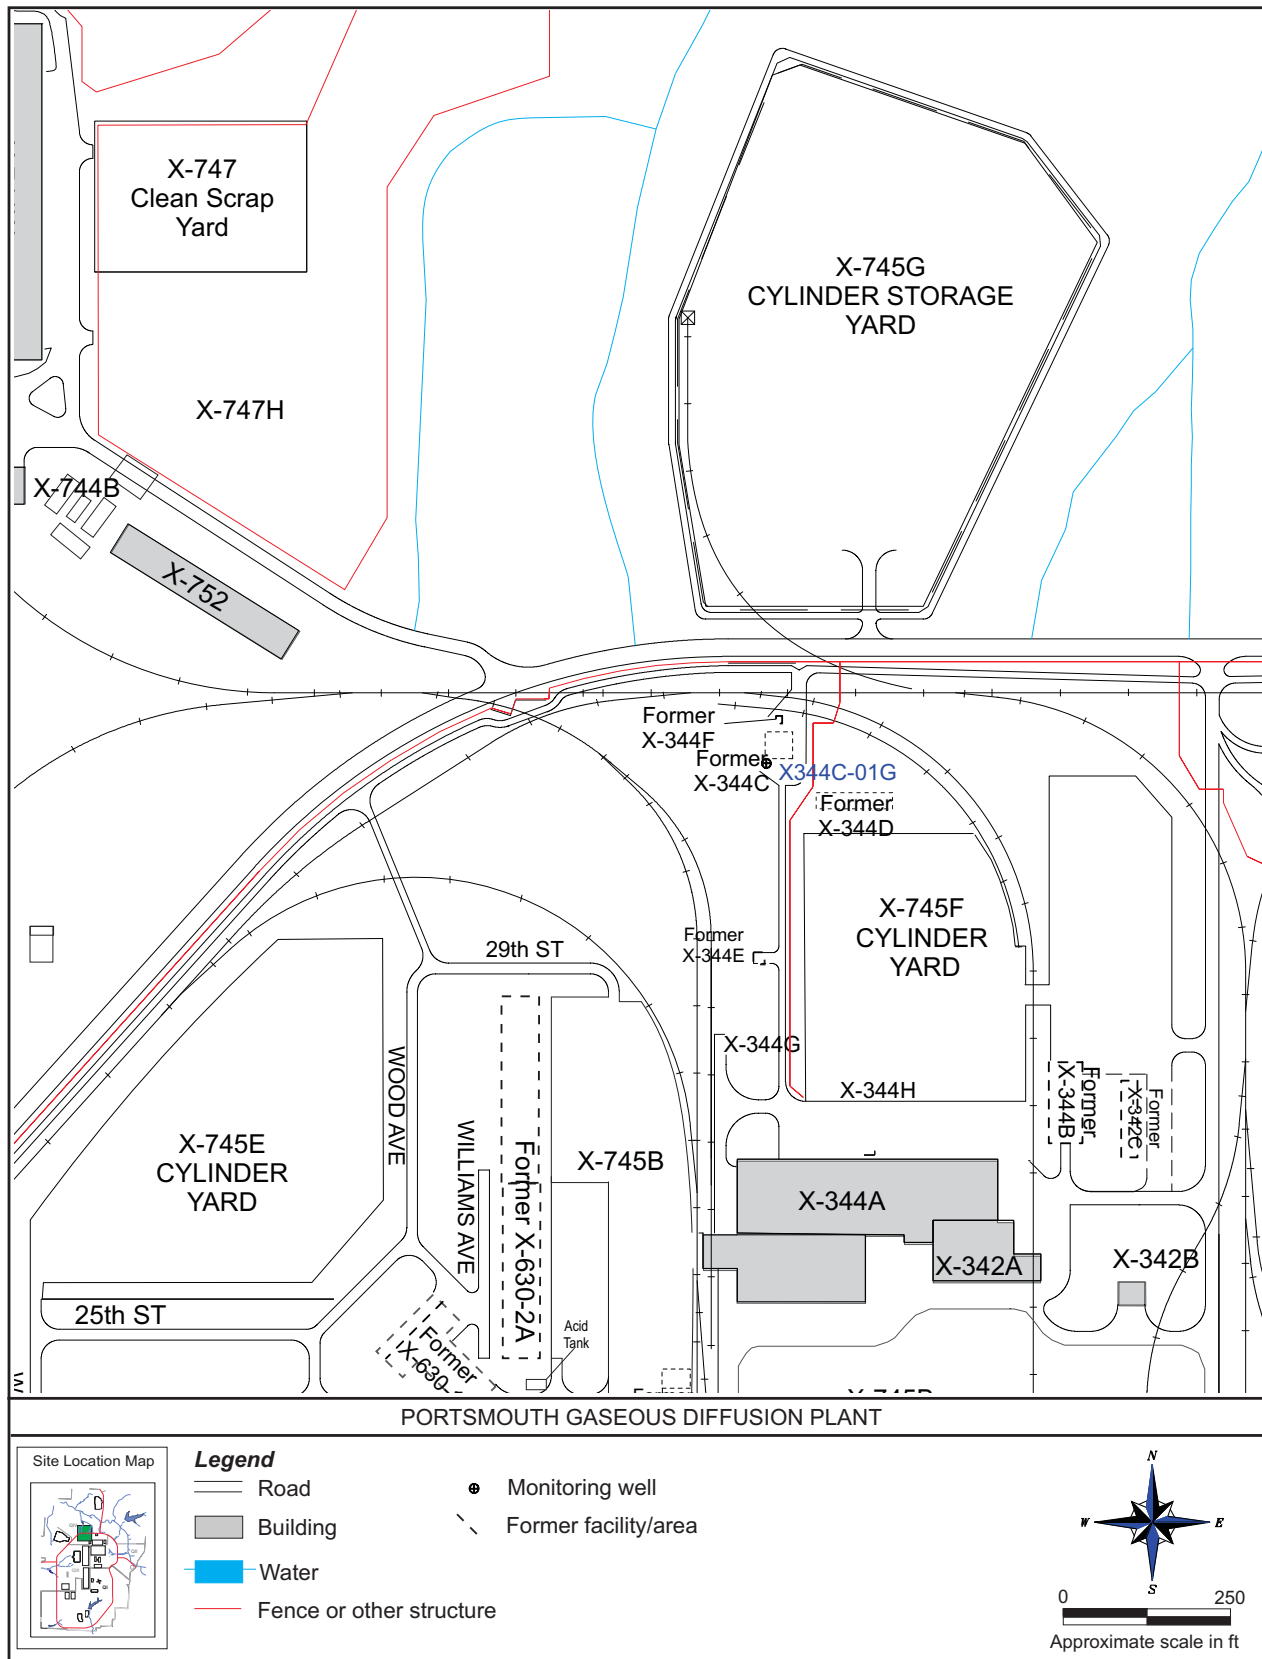 X-747
Clean Scrap
Yard
X-745G
CYLINDER STORAGE
YARD
X-747H
X-744B
X-752
Former
X-344F
Former
X-344C
X344C-01G
Former
X-344D
X-745F
CYLINDER
YARD
Former
X-344E
29th ST
X-344G
X-344H
WOOD AVE
WILLIAMS AVE
Former X-630-2A
X-745B
X-745E
CYLINDER
YARD
Former
X-344B
Former
X-342C
X-344A
X-342A
X-342B
25th ST
Former
X-630-
Acid
Tank
PORTSMOUTH GASEOUS DIFFUSION PLANT
Site Location Map
Legend
Road
Building
Water
Fence or other structure
Monitoring well
Former facility/area
N
W
E
S
0 250
Approximate scale in ft